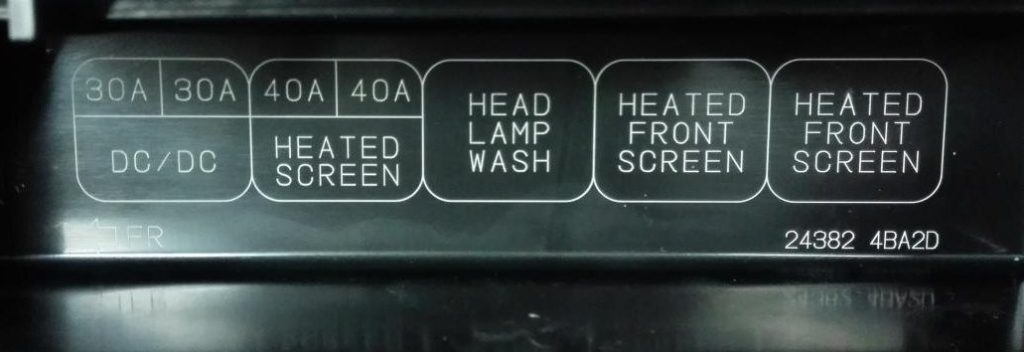 30A 30A 40A 40A
DC/DC
HEATED
SCREEN
HEAD
LAMP
WASH
HEATED
FRONT
SCREEN
HEATED
FRONT
SCREEN
FR
24382 4BA2D